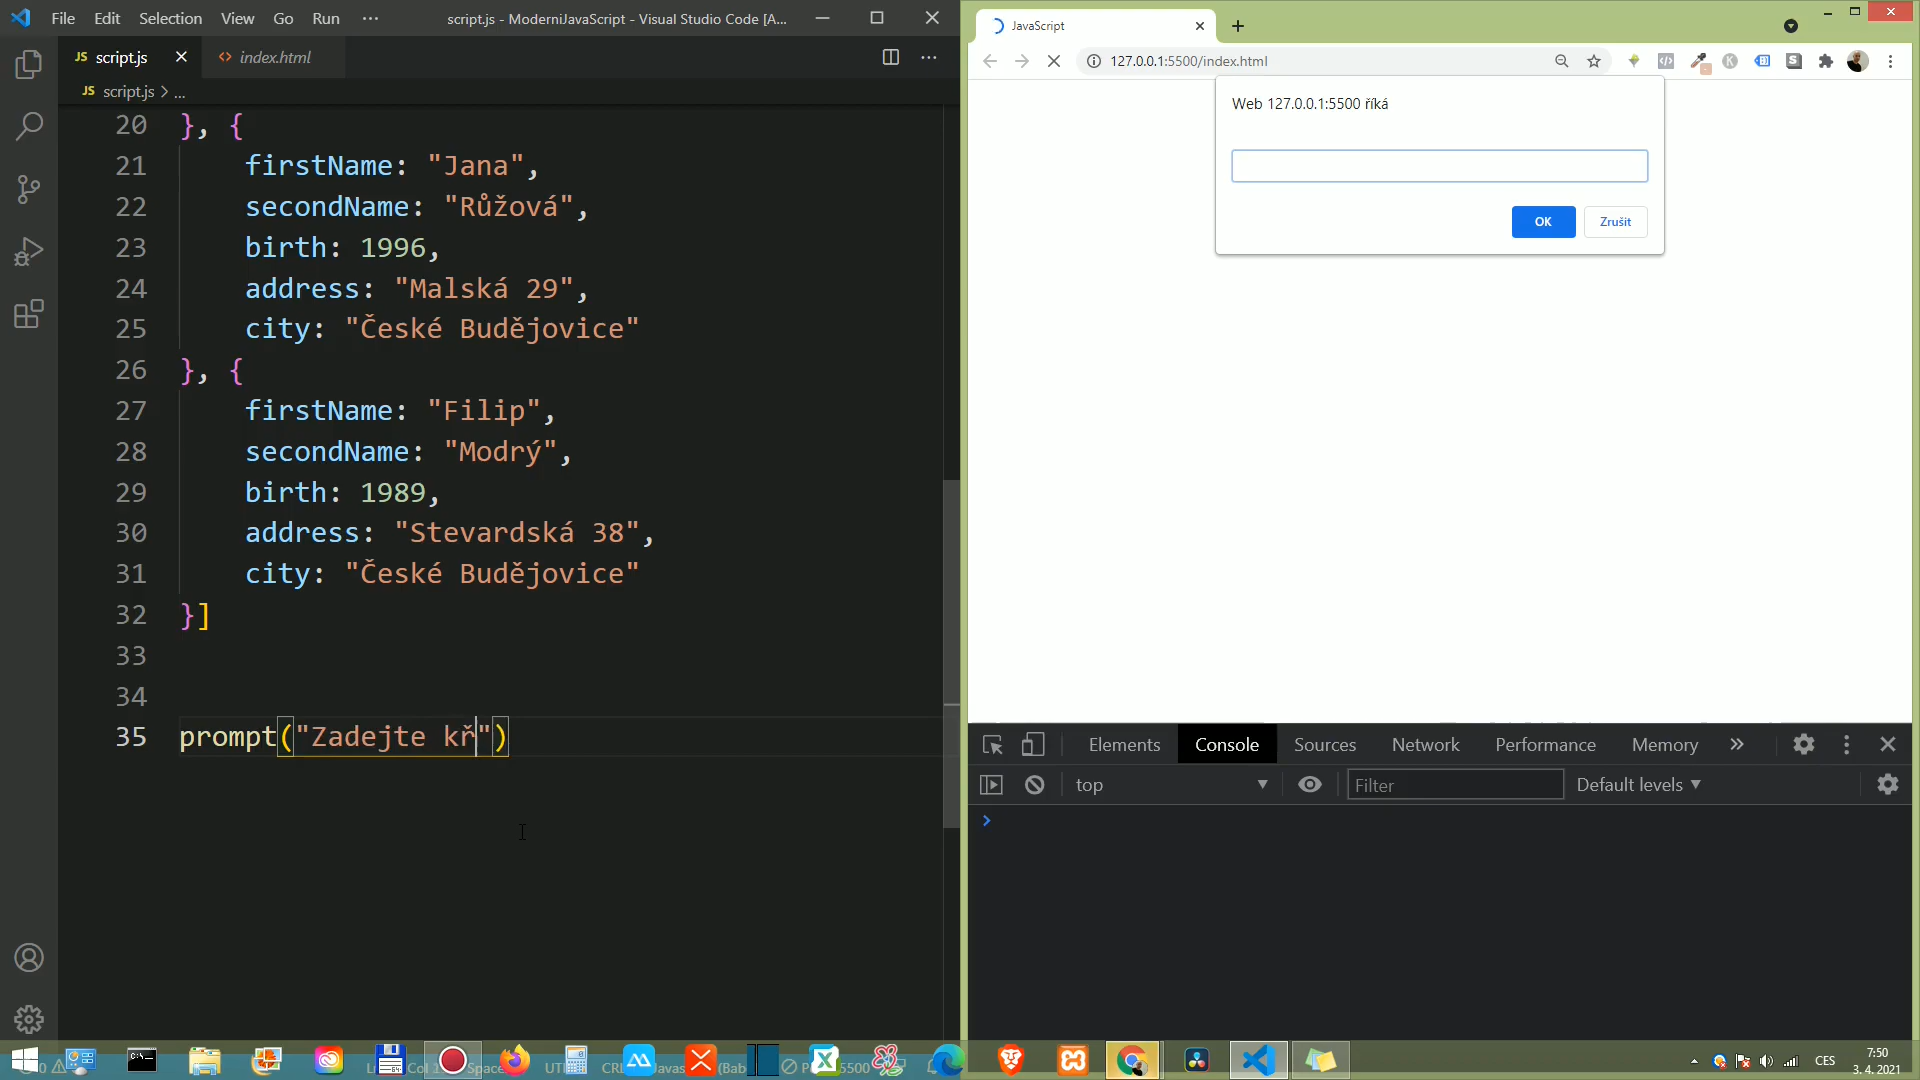 File Edit Selection View Go Run ···
script.js - ModerniJavaScript - Visual Studio Code [A...
JS script.js
<> index.html
JS script.js > ...
20 }, {
21 firstName: "Jana",
22 secondName: "Růžová",
23 birth: 1996,
24 address: "Malská 29",
25 city: "České Budějovice"
26 }, {
27 firstName: "Filip",
28 secondName: "Modrý",
29 birth: 1989,
30 address: "Stevardská 38",
31 city: "České Budějovice"
32 }]
33
34
35 prompt("Zadejte kř")
JavaScript
127.0.0.1:5500/index.html
Web 127.0.0.1:5500 říká
OK Zrušit
Elements Console Sources Network Performance Memory »
top Filter Default levels
CES
7:50
3. 4. 2021